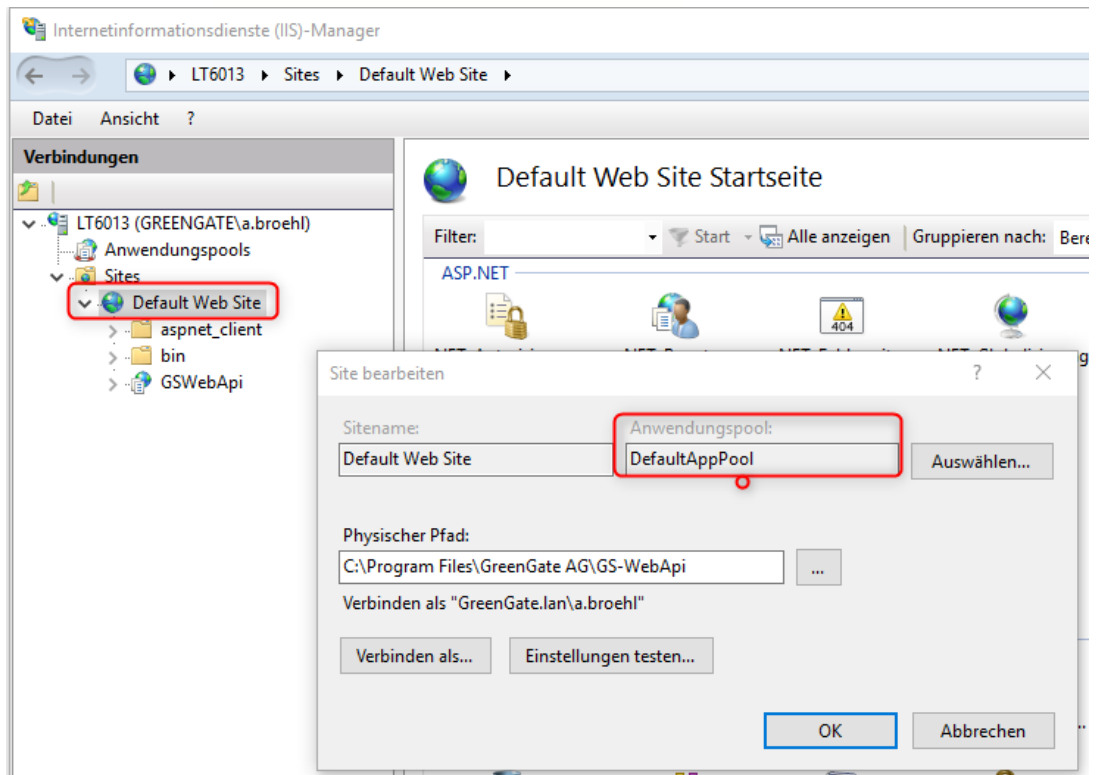 Internetinformationsdienste (IIS)-Manager
LT6013 Sites Default Web Site
Datei Ansicht ?
Verbindungen
LT6013 (GREENGATE\a.broehl)
Anwendungspools
Sites
Default Web Site
aspnet_client
bin
GSWebApi
Default Web Site Startseite
Filter: Start Alle anzeigen Gruppieren nach: Bere
ASP.NET
404
Site bearbeiten
?
Sitename:
Anwendungspool:
Default Web Site
DefaultAppPool
Auswählen...
Physischer Pfad:
C:\Program Files\GreenGate AG\GS-WebApi
...
Verbinden als "GreenGate.lan\a.broehl"
Verbinden als...
Einstellungen testen...
OK
Abbrechen